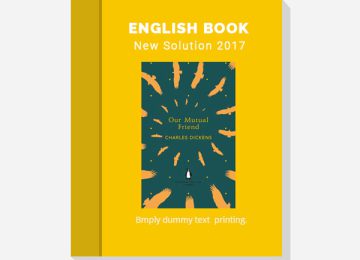 ENGLISH BOOK
New Solution 2017
Our Mutual
Friend
CHARLES DICKENS
Bmply dummy text printing.